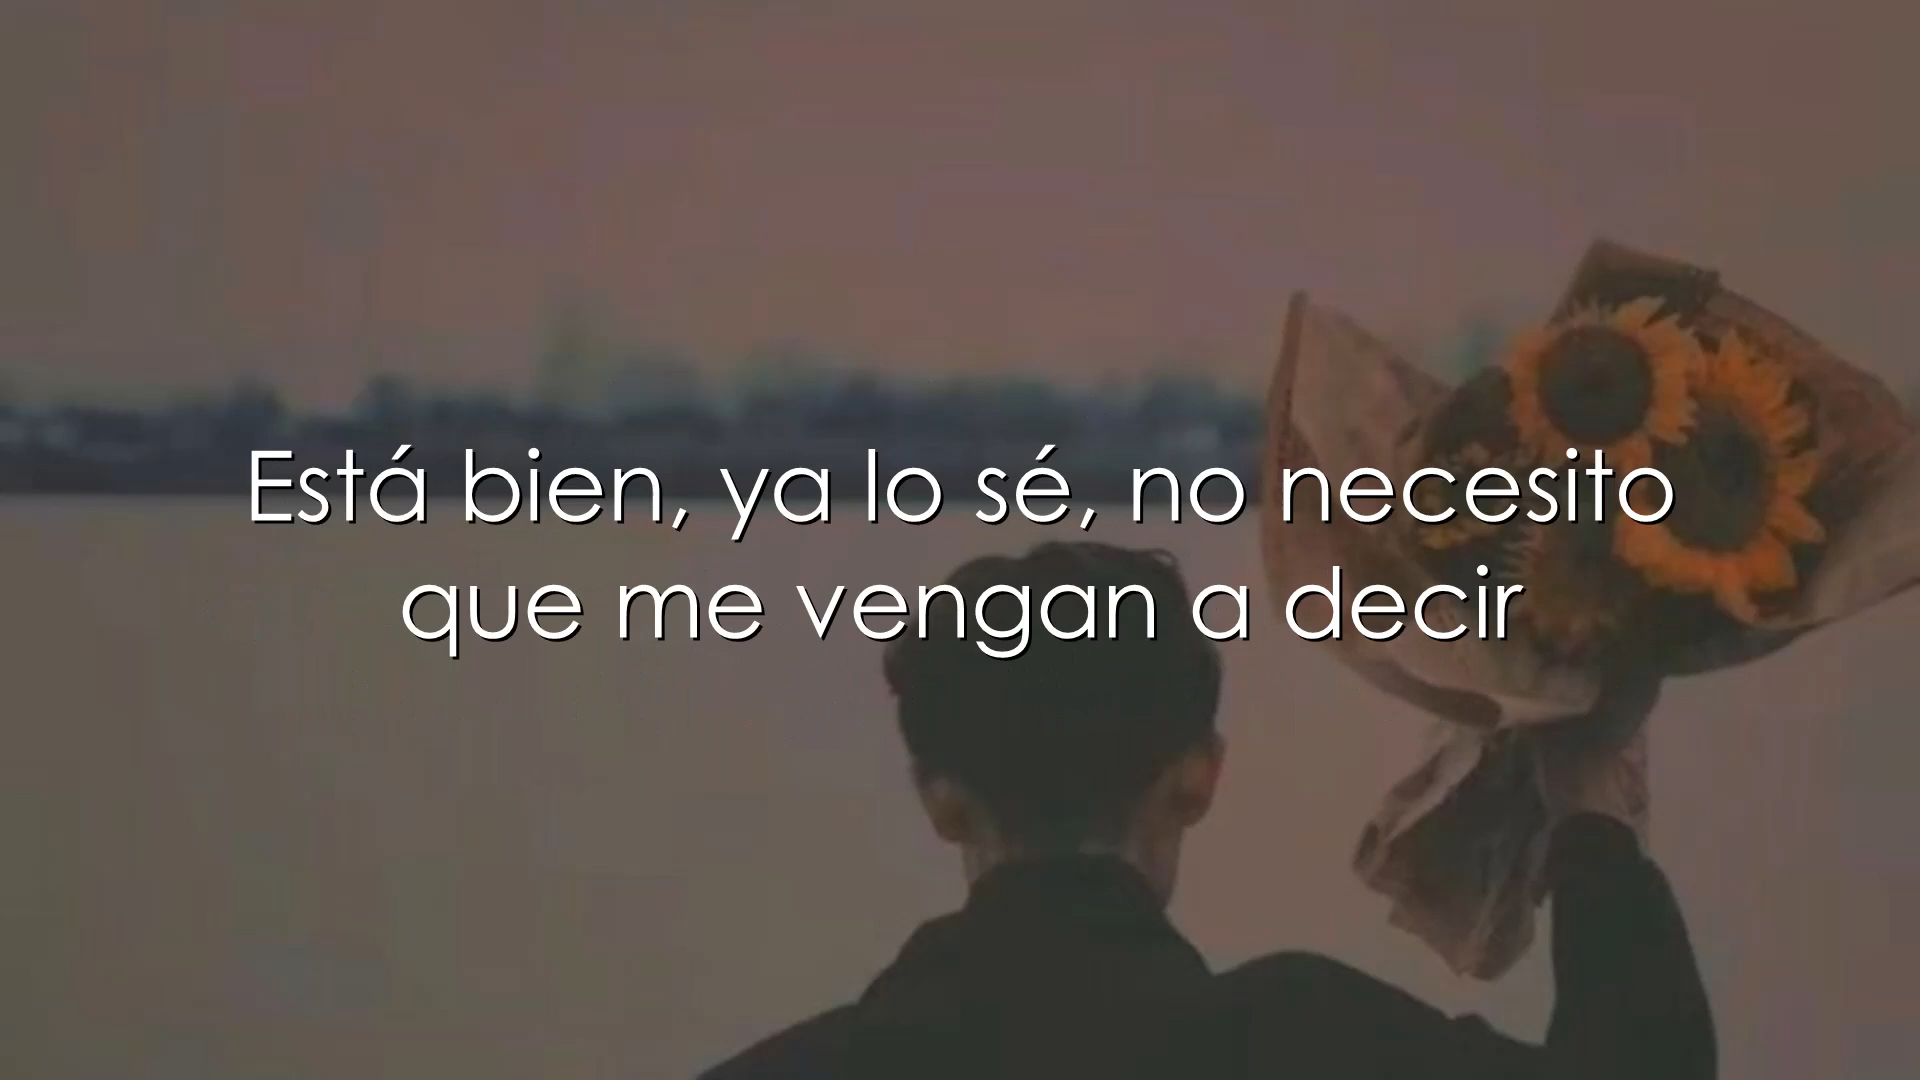 Está bien, ya lo sé, no necesito
que me vengan a decir